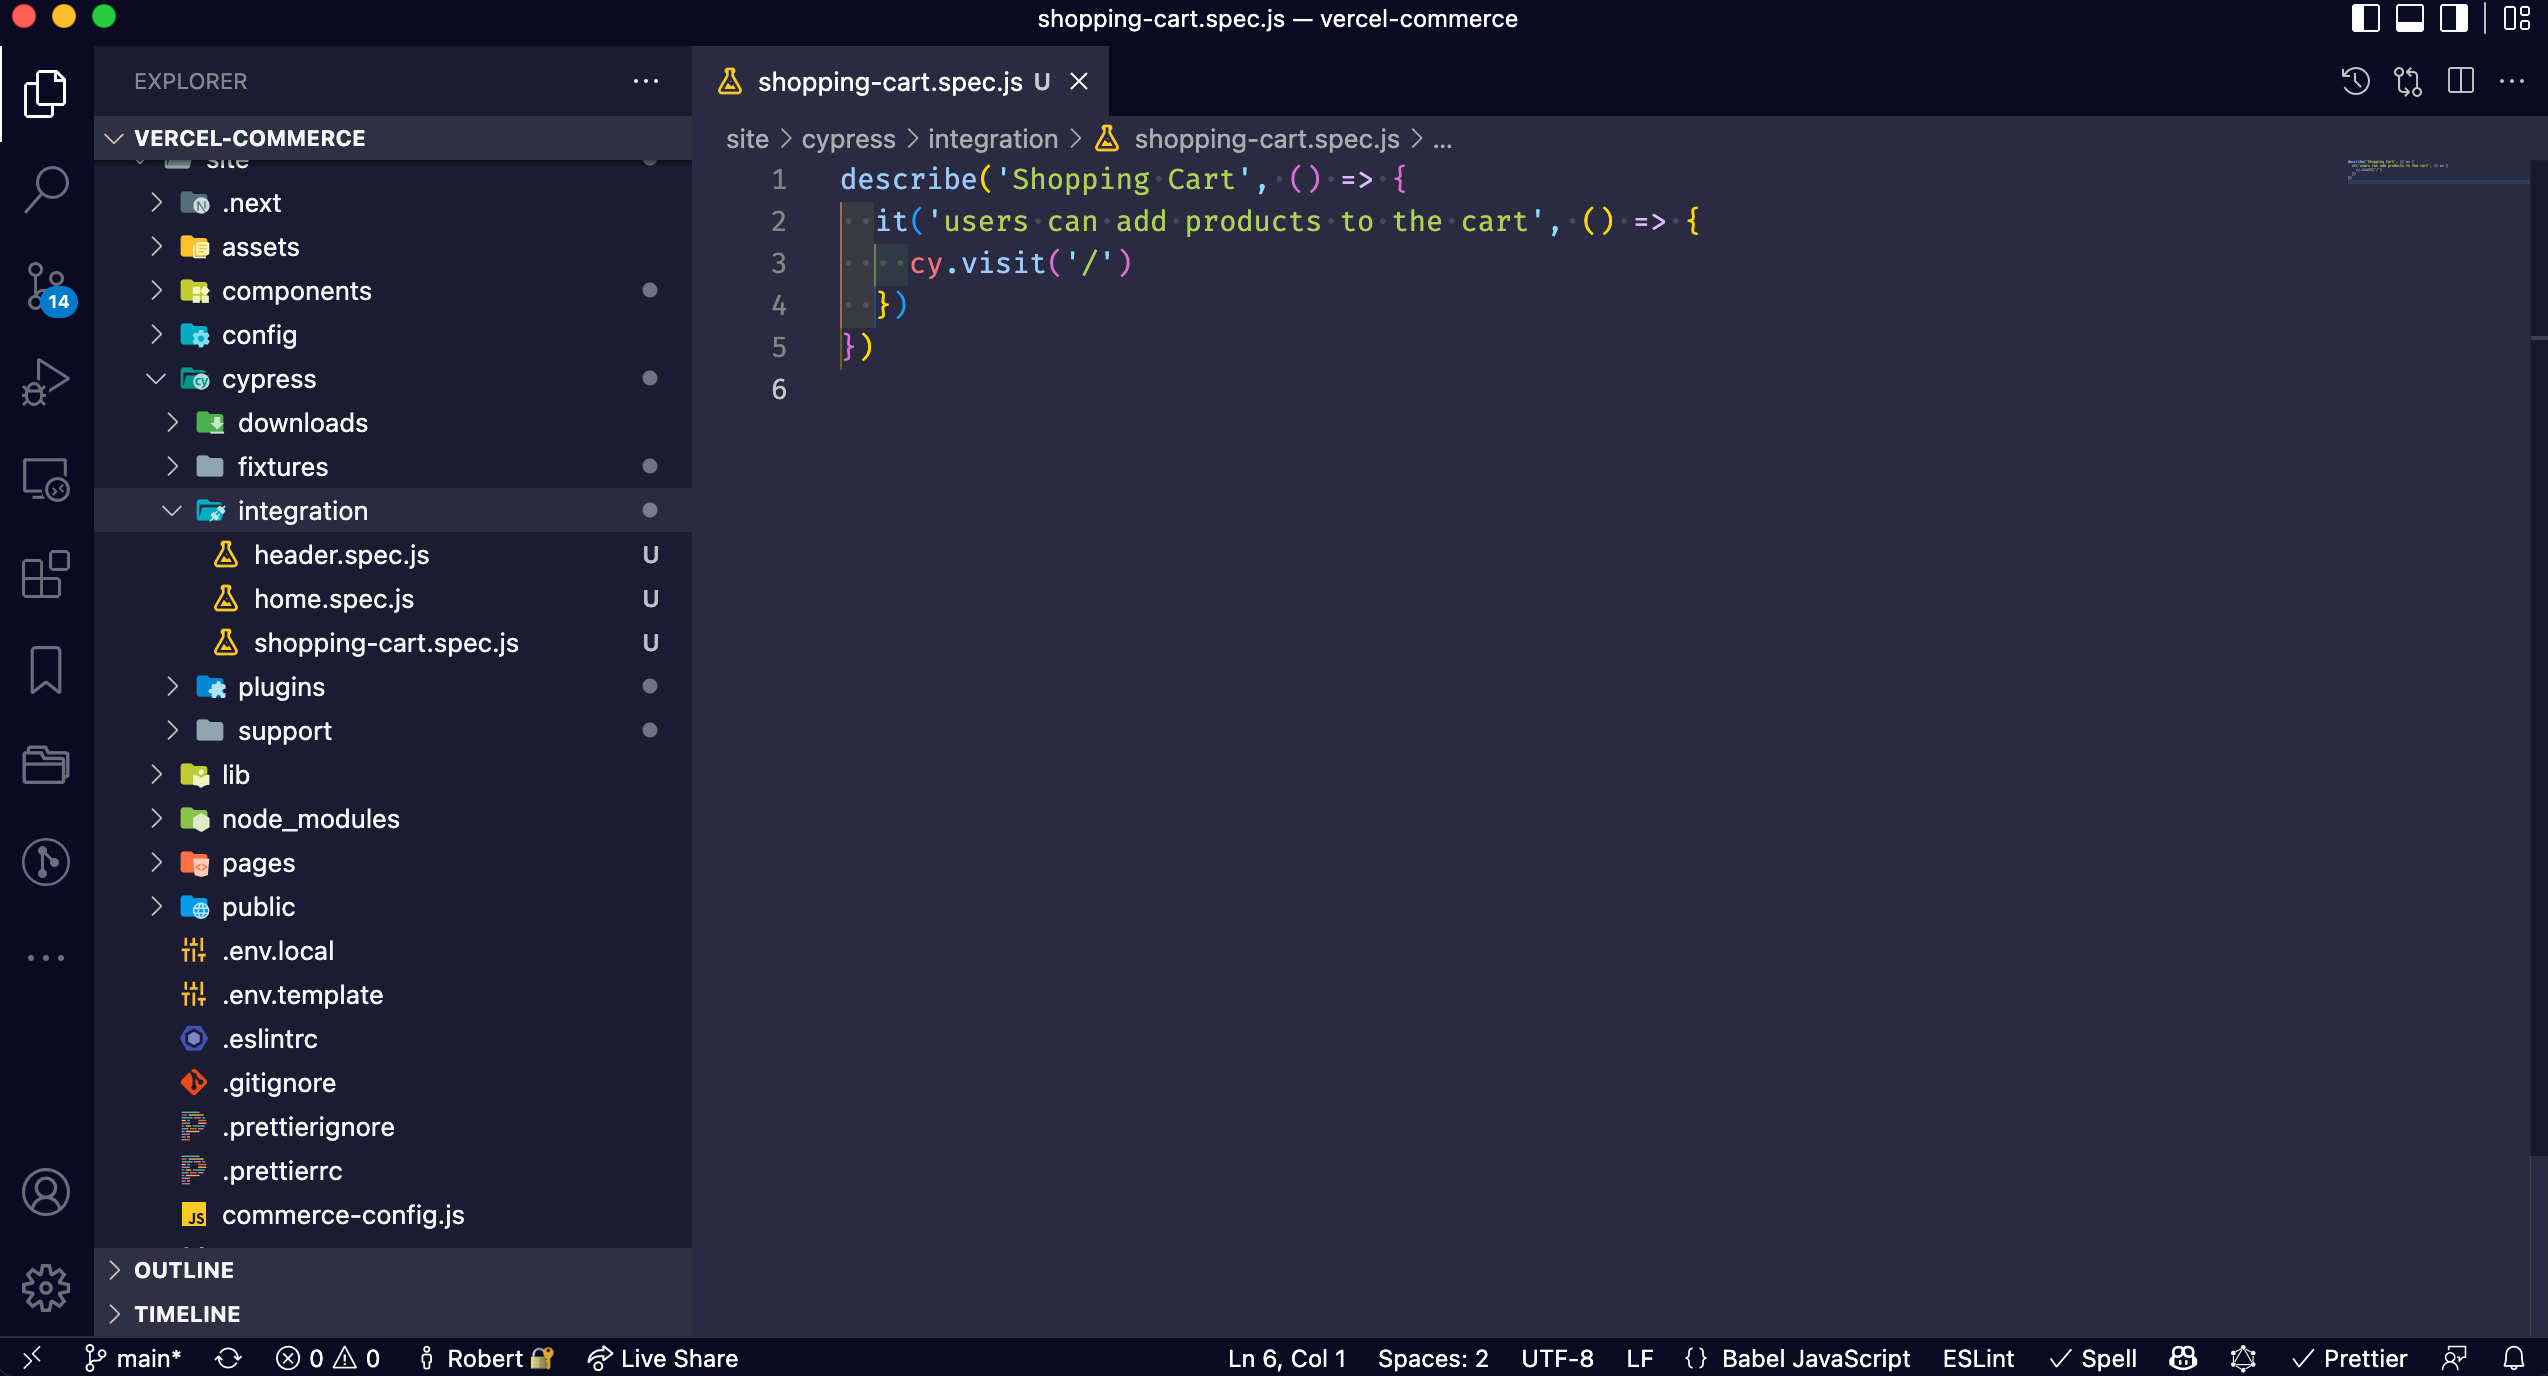 shopping-cart.spec.js — vercel-commerce
EXPLORER
VERCEL-COMMERCE
site
.next
assets
components
config
cypress
downloads
fixtures
integration
header.spec.js U
home.spec.js U
shopping-cart.spec.js U
plugins
support
lib
node_modules
pages
public
.env.local
.env.template
.eslintrc
.gitignore
.prettierignore
.prettierrc
JS commerce-config.js
OUTLINE
TIMELINE
14
shopping-cart.spec.js U
site > cypress > integration > shopping-cart.spec.js > ...
1 describe('Shopping Cart', () => {
2 it('users can add products to the cart', () => {
3 cy.visit('/')
4 })
5 })
6
main* 0 0 Robert Live Share Ln 6, Col 1 Spaces: 2 UTF-8 LF {} Babel JavaScript ESLint Spell Prettier